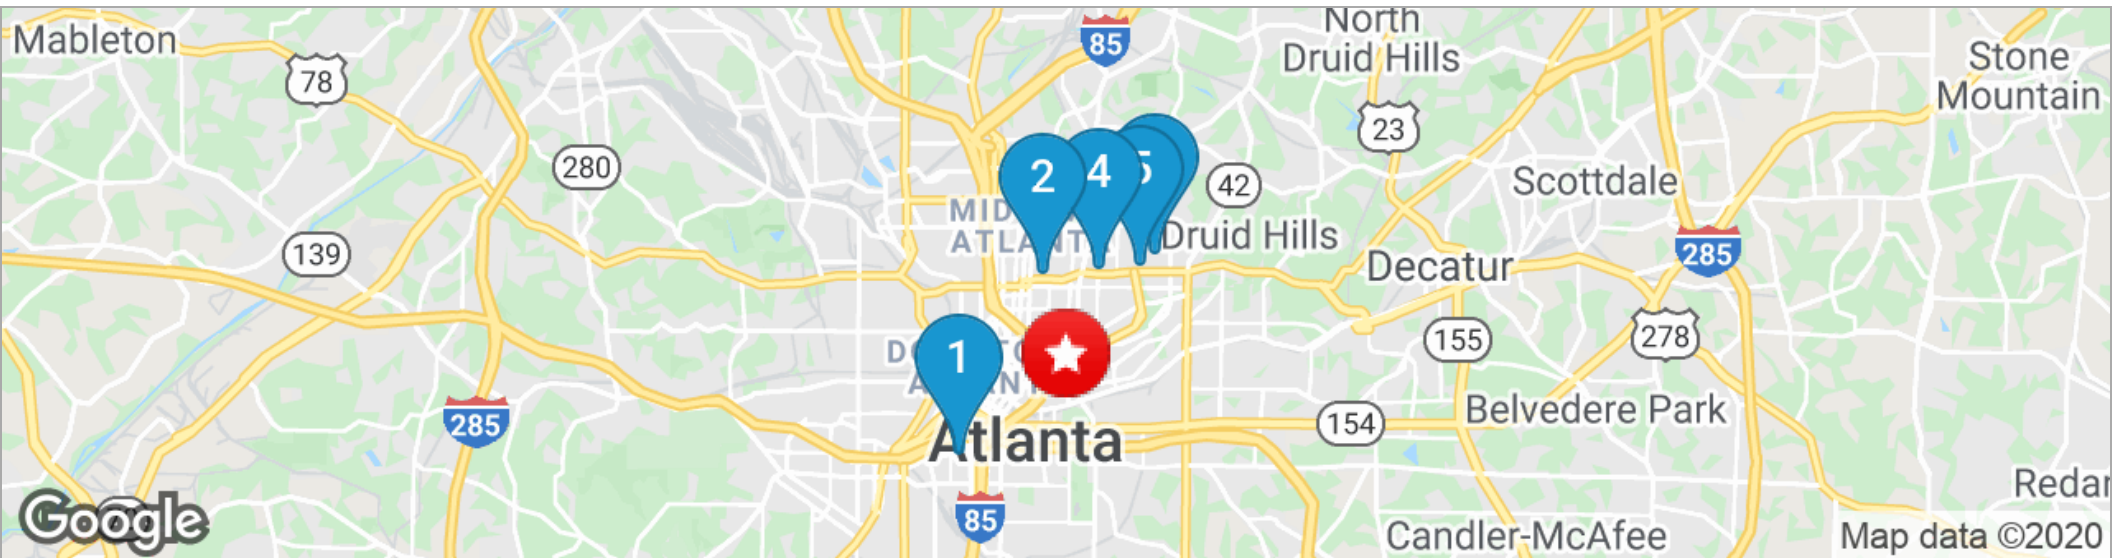 Mableton
78
85
North
Druid Hills
Stone
Mountain
23
280
2
4
5
42
Scottdale
139
Druid Hills
Decatur
285
1
155
278
285
Atlanta
154
Belvedere Park
Redan
Google
85
Candler-McAfee
Map data ©2020